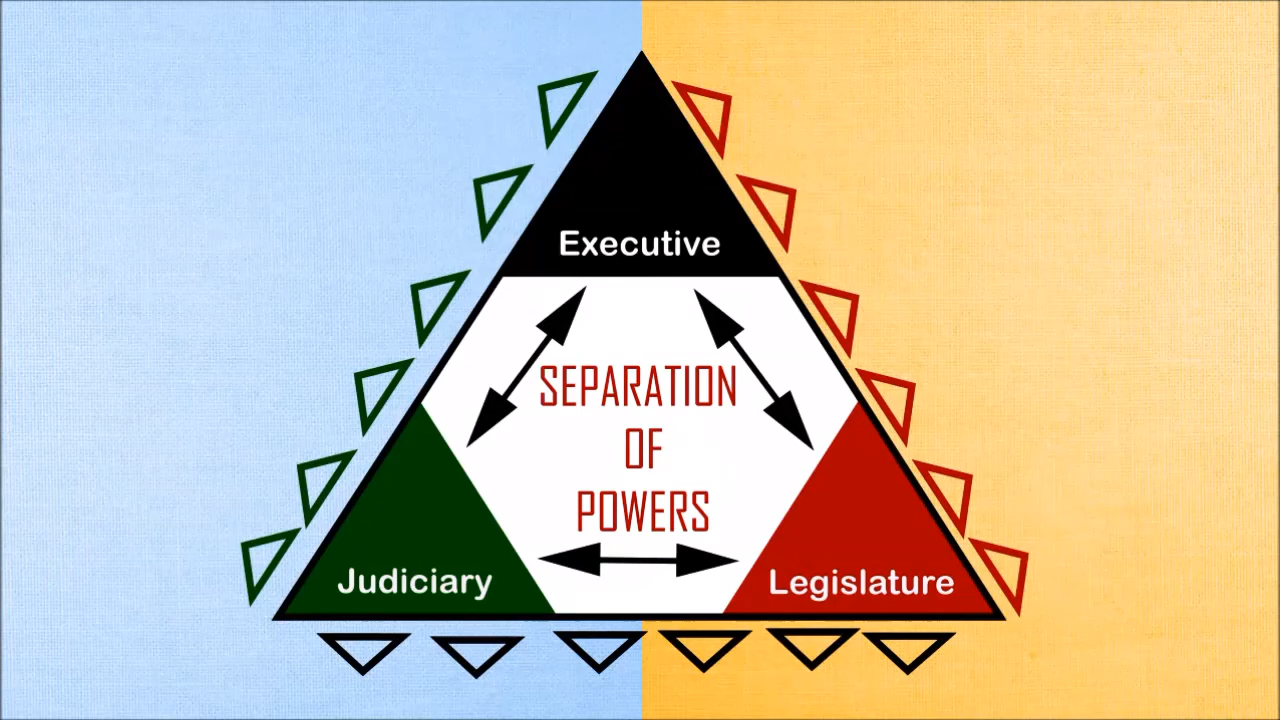 Executive
SEPARATION
OF
POWERS
Judiciary
Legislature